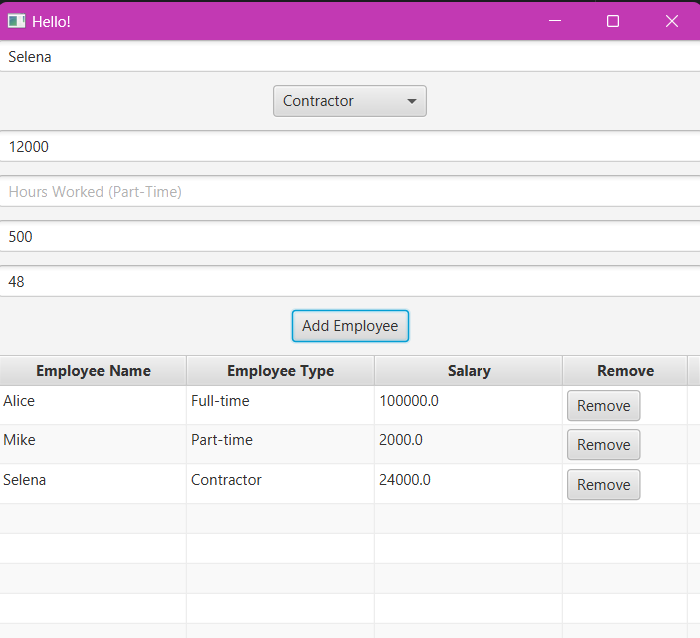 Hello!
Selena
Contractor
12000
Hours Worked (Part-Time)
500
48
Add Employee
Employee Name Employee Type Salary Remove
Alice Full-time 100000.0 Remove
Mike Part-time 2000.0 Remove
Selena Contractor 24000.0 Remove